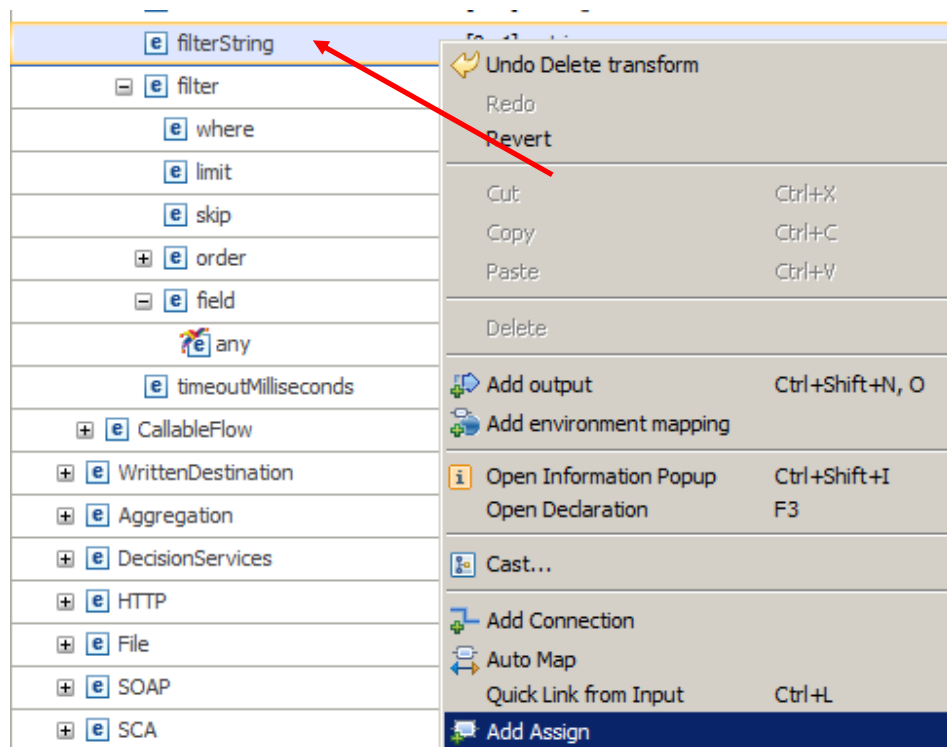 filterString
filter
where
limit
skip
order
field
any
timeoutMilliseconds
CallableFlow
WrittenDestination
Aggregation
DecisionServices
HTTP
File
SOAP
SCA
Undo Delete transform
Redo
Revert
Cut Ctrl+X
Copy Ctrl+C
Paste Ctrl+V
Delete
Add output Ctrl+Shift+N, O
Add environment mapping
Open Information Popup Ctrl+Shift+I
Open Declaration F3
Cast...
Add Connection
Auto Map
Quick Link from Input Ctrl+L
Add Assign